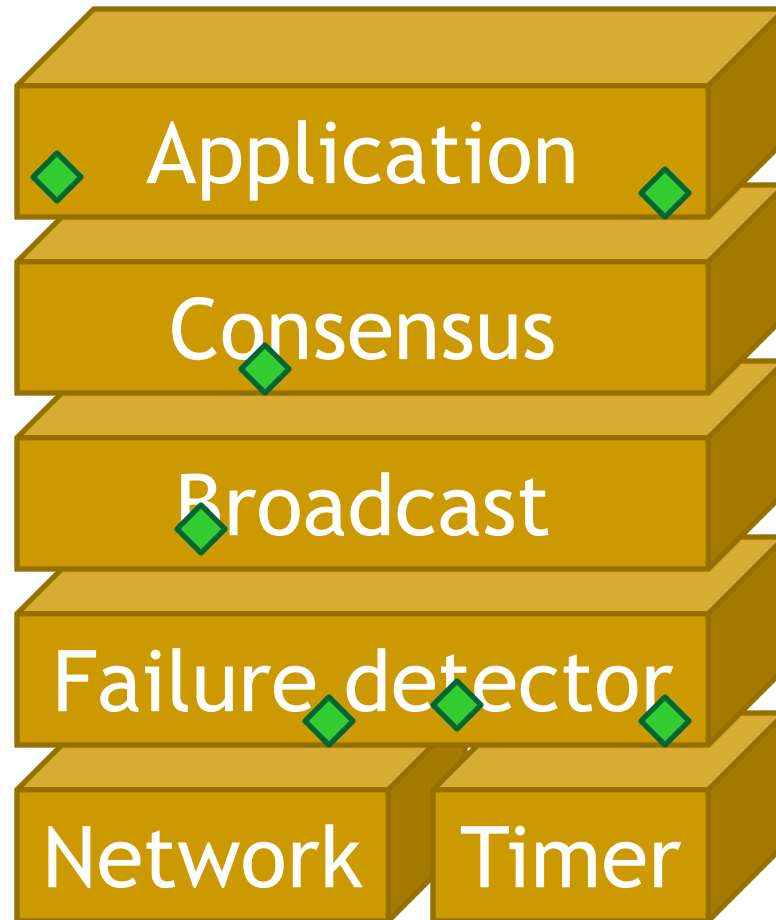 Application
Consensus
Broadcast
Failure detector
Network
Timer